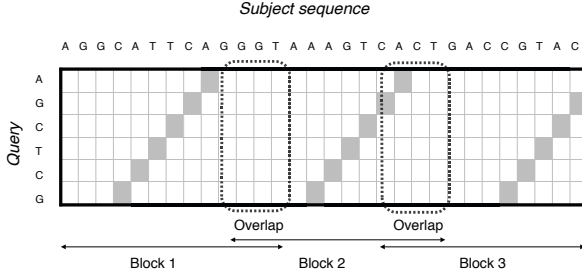 Subject sequence
A G G C A T T C A G G G T A A A G T C A C T G A C C G T A C
Query
A
G
C
T
C
G
Overlap Overlap
Block 1 Block 2 Block 3